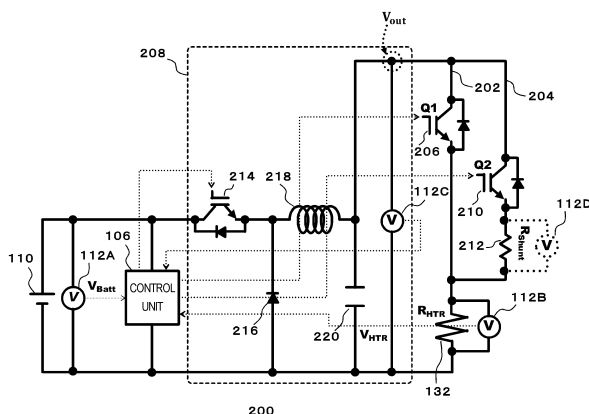 Vout
208
202
204
Q1
206
Q2
214
218
112C
210
112D
RShunt
212
V
V
106
110
112A
VBatt
V
CONTROL
UNIT
216
220
VHTR
RHTR
V
112B
132
200